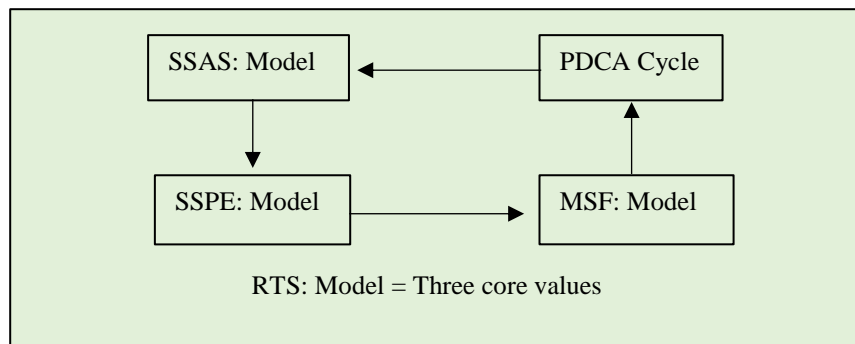 SSAS: Model
PDCA Cycle
SSPE: Model
MSF: Model
RTS: Model = Three core values